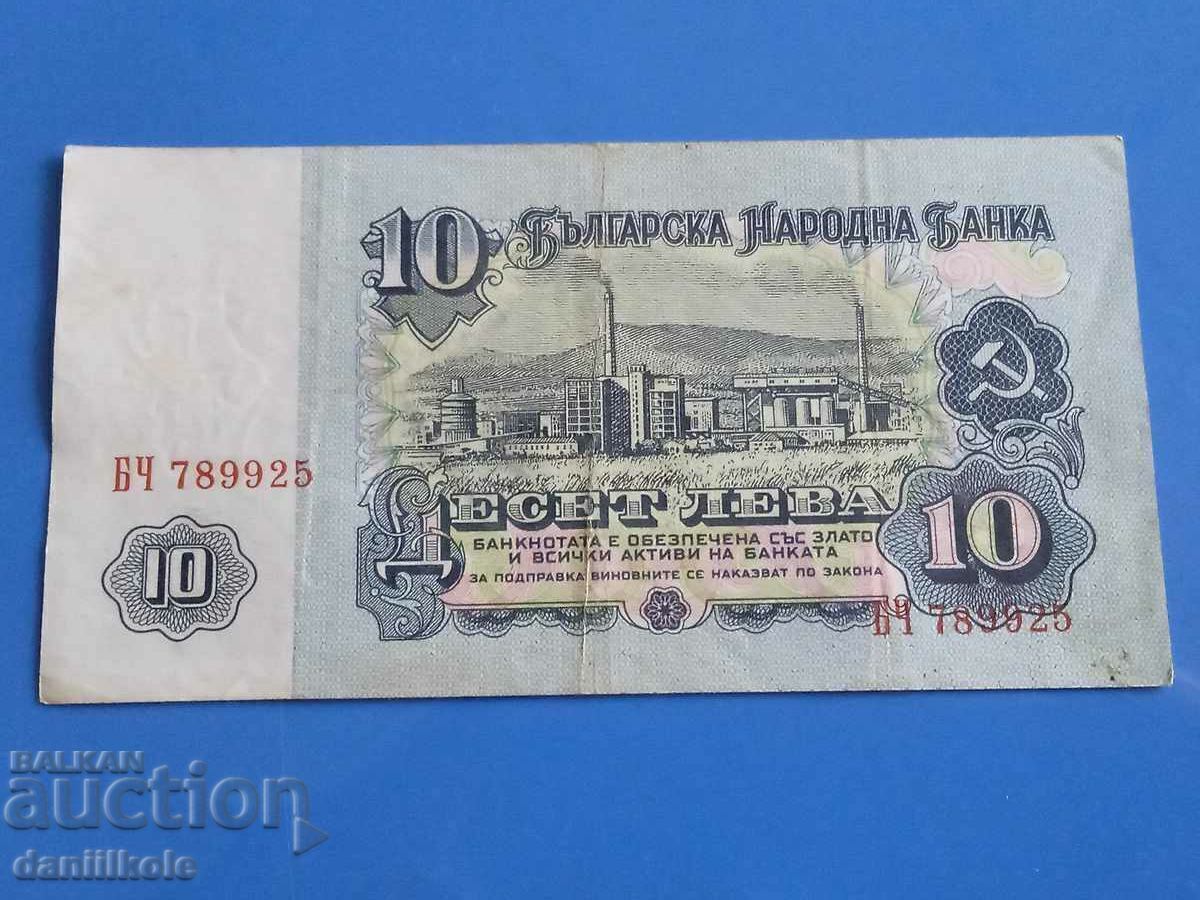 10 Българска Народна Банка
БЧ 789925
Десет Лева
10
БАНКНОТАТА Е ОБЕЗПЕЧЕНА СЪС ЗЛАТО
И ВСИЧКИ АКТИВИ НА БАНКАТА
ЗА ПОДПРАВКА ВИНОВНИТЕ СЕ НАКАЗВАТ ПО ЗАКОНА
10
БЧ 789925
BALKAN
auction
daniilkole